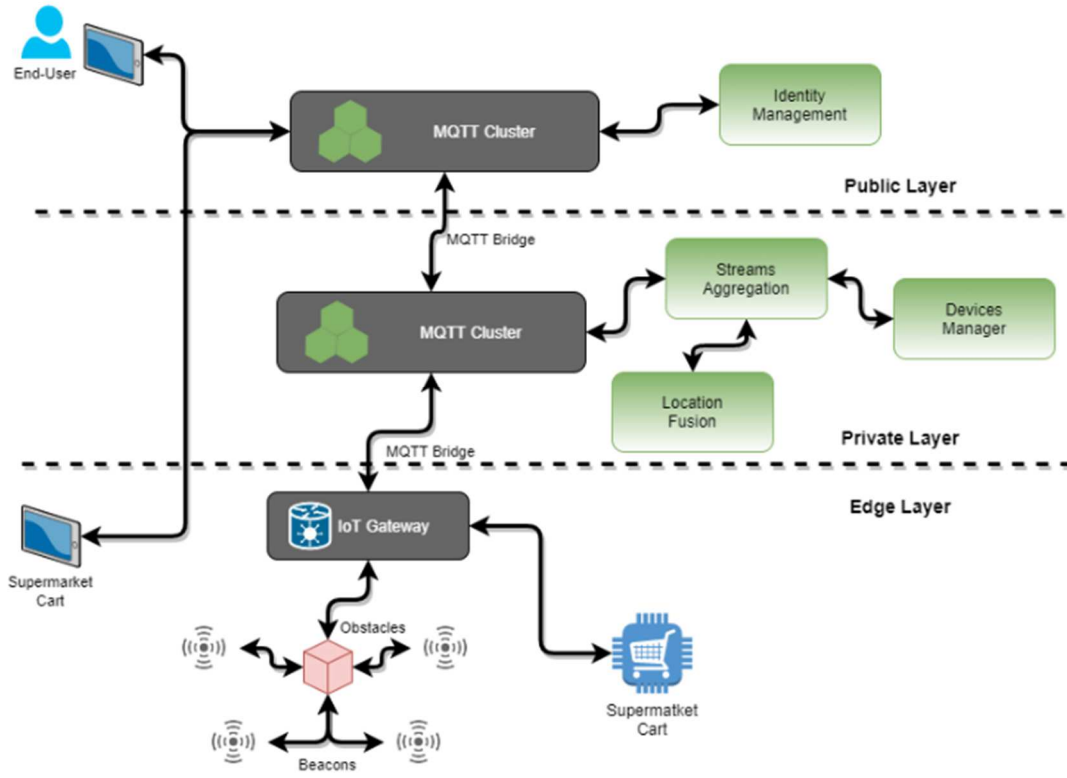 End-User
MQTT Cluster
Identity
Management
Public Layer
MQTT Bridge
MQTT Cluster
Streams
Aggregation
Devices
Manager
Location
Fusion
Private Layer
MQTT Bridge
Edge Layer
IoT Gateway
Supermarket
Cart
Obstacles
Supermatket
Cart
Beacons